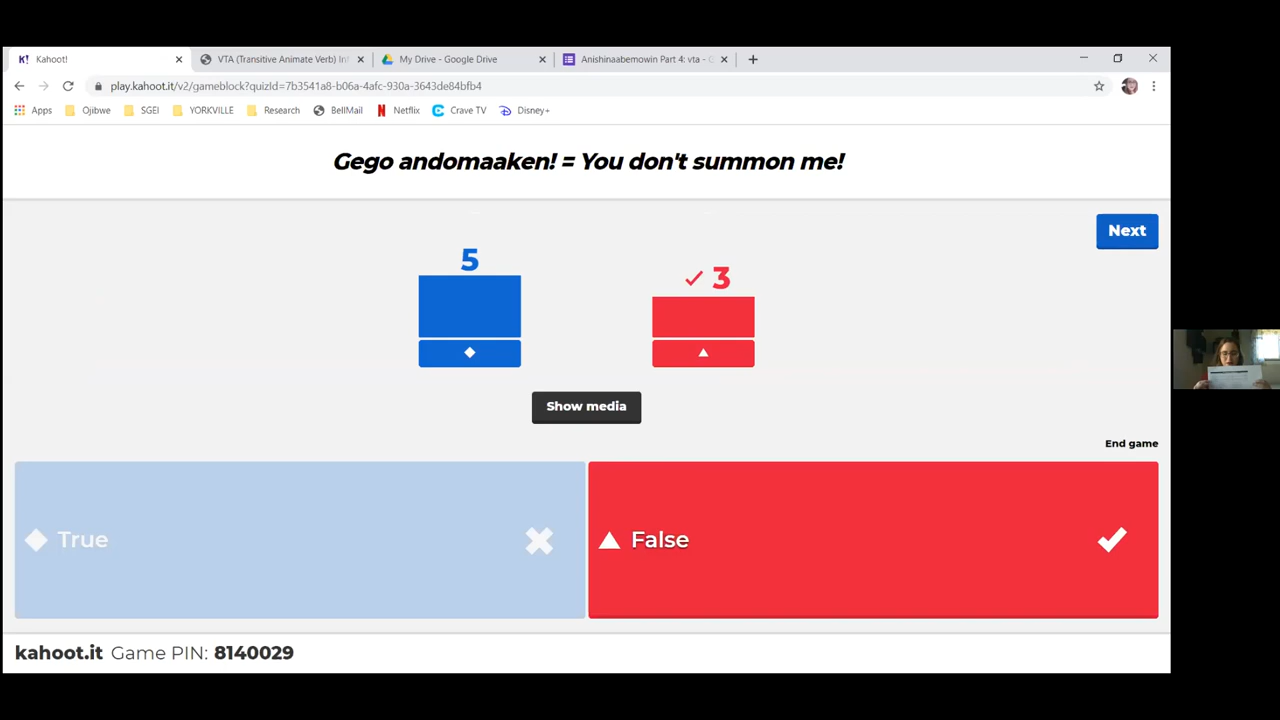 K! Kahoot!
VTA (Transitive Animate Verb) In
My Drive - Google Drive
Anishinaabemowin Part 4: vta -
play.kahoot.it/v2/gameblock?quizId=7b3541a8-b06a-4afc-930a-3643de84bfb4
Apps Ojibwe SGEI YORKVILLE Research BellMail Netflix Crave TV Disney+
Gego andomaaken! = You don't summon me!
Next
5
3
Show media
End game
True
False
kahoot.it Game PIN: 8140029